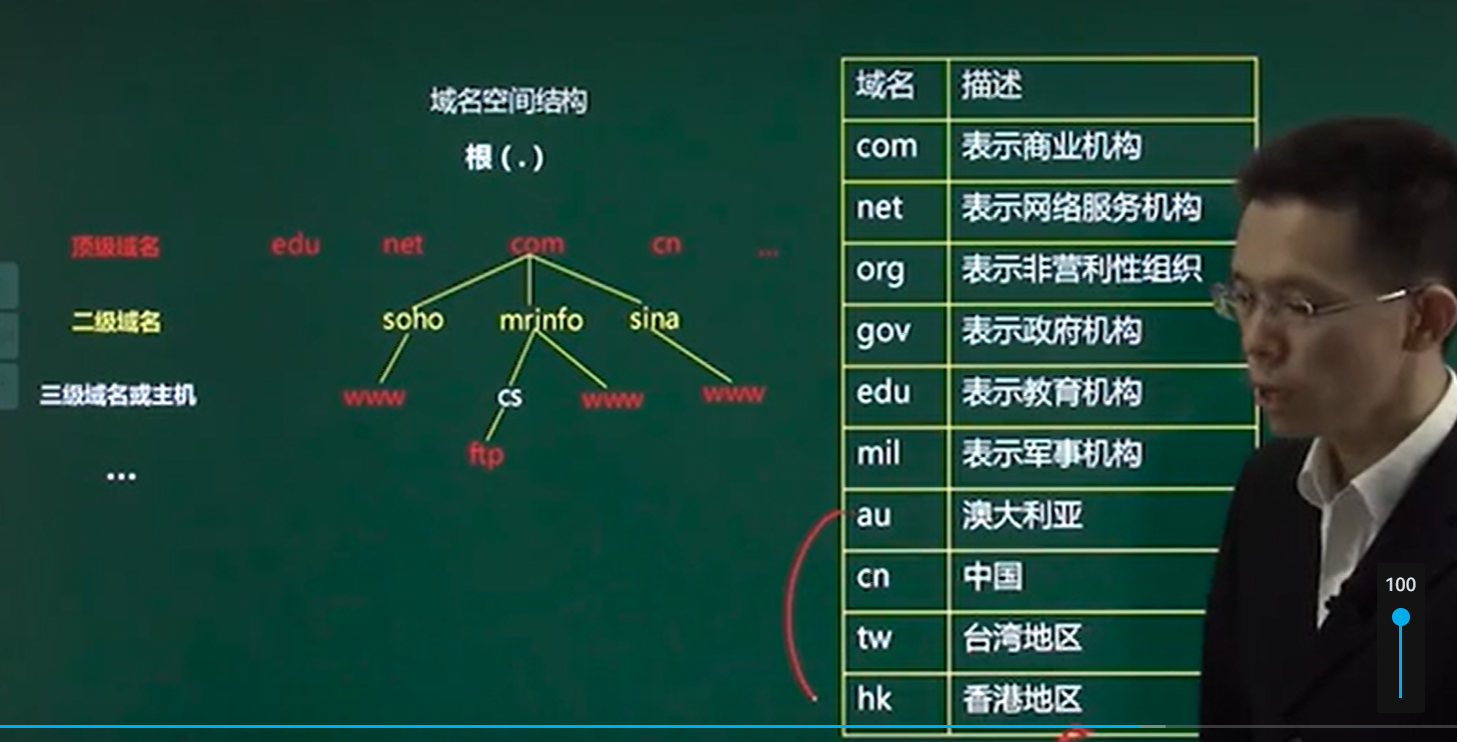 域名空间结构
根(.)
顶级域名 edu net com cn ...
二级域名 soho mrinfo sina
三级域名或主机 www cs www www
ftp
...
域名 描述
com 表示商业机构
net 表示网络服务机构
org 表示非营利性组织
gov 表示政府机构
edu 表示教育机构
mil 表示军事机构
au 澳大利亚
cn 中国
tw 台湾地区
hk 香港地区
100